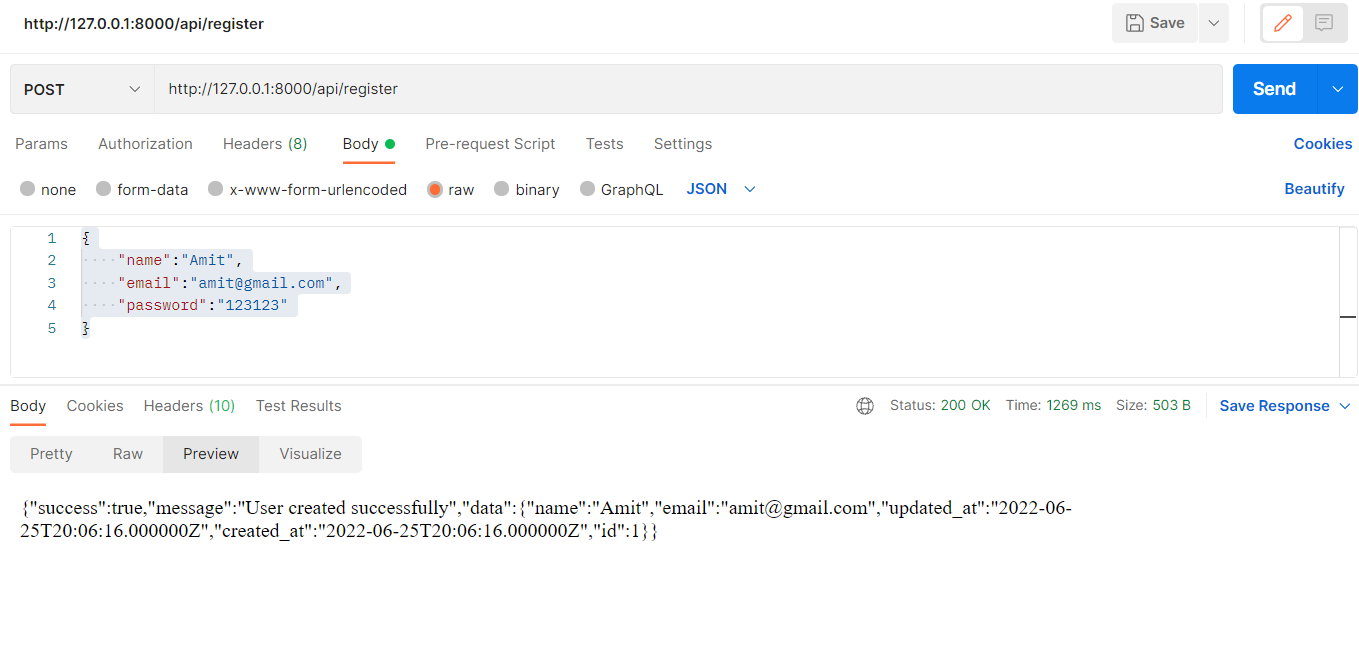 http://127.0.0.1:8000/api/register
Save
POST
http://127.0.0.1:8000/api/register
Send
Params Authorization Headers (8) Body Pre-request Script Tests Settings Cookies
none form-data x-www-form-urlencoded raw binary GraphQL JSON Beautify
1 {
2 ····"name":"Amit",
3 ····"email":"amit@gmail.com",
4 ····"password":"123123"
5 }
Body Cookies Headers (10) Test Results Status: 200 OK Time: 1269 ms Size: 503 B Save Response
Pretty Raw Preview Visualize
{"success":true,"message":"User created successfully","data":{"name":"Amit","email":"amit@gmail.com","updated_at":"2022-06-
25T20:06:16.000000Z","created_at":"2022-06-25T20:06:16.000000Z","id":1}}